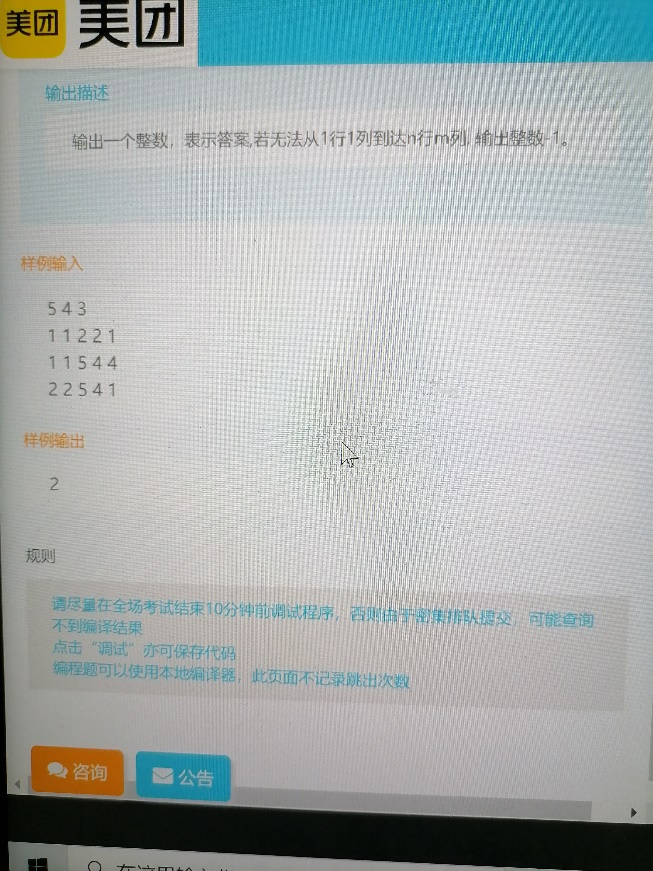 美团 美团
输出描述
输出一个整数，表示答案,若无法从1行1列到达n行m列, 输出整数-1。
样例输入
5 4 3
1 1 2 2 1
1 1 5 4 4
2 2 5 4 1
样例输出
2
规则
请尽量在全场考试结束10分钟前调试程序，否则由于密集排队提交，可能查询
不到编译结果
点击“调试”亦可保存代码
编程题可以使用本地编译器，此页面不记录跳出次数
咨询 公告
在这里输入